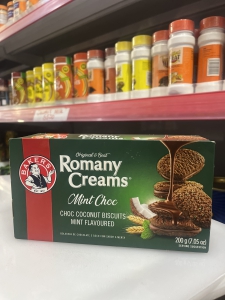 Original & Best
BAKERS
Romany
Creams
Mint Choc
CHOC COCONUT BISCUITS
MINT FLAVOURED
200 g (7.05 oz)